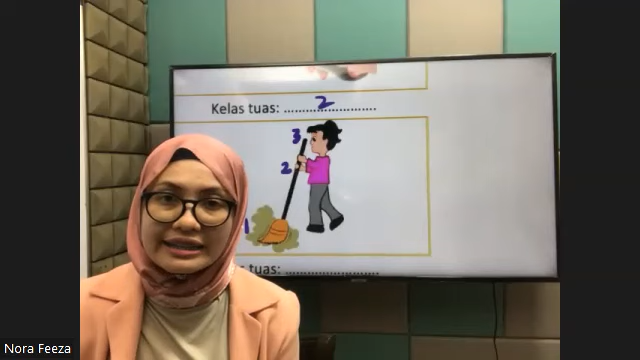 Kelas tuas: ......2......
3
2
1
s tuas: ......................
Nora Feeza